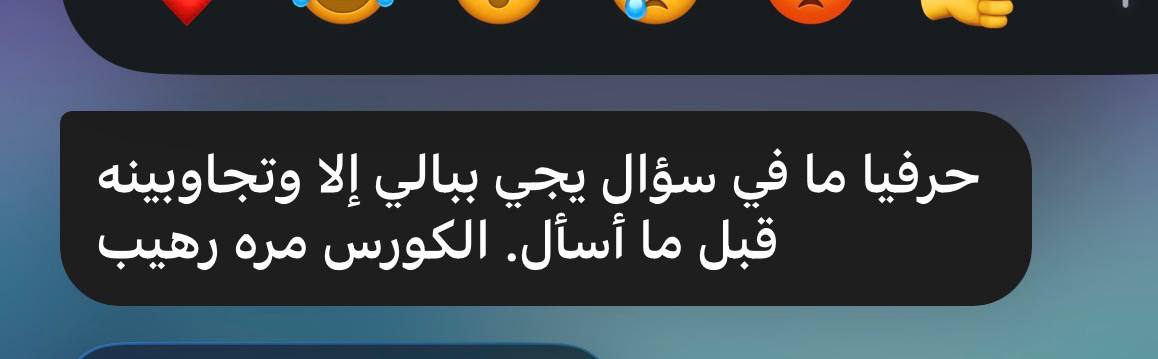 حرفيا ما في سؤال يجي ببالي إلا وتجاوبينه
قبل ما أسأل. الكورس مره رهيب